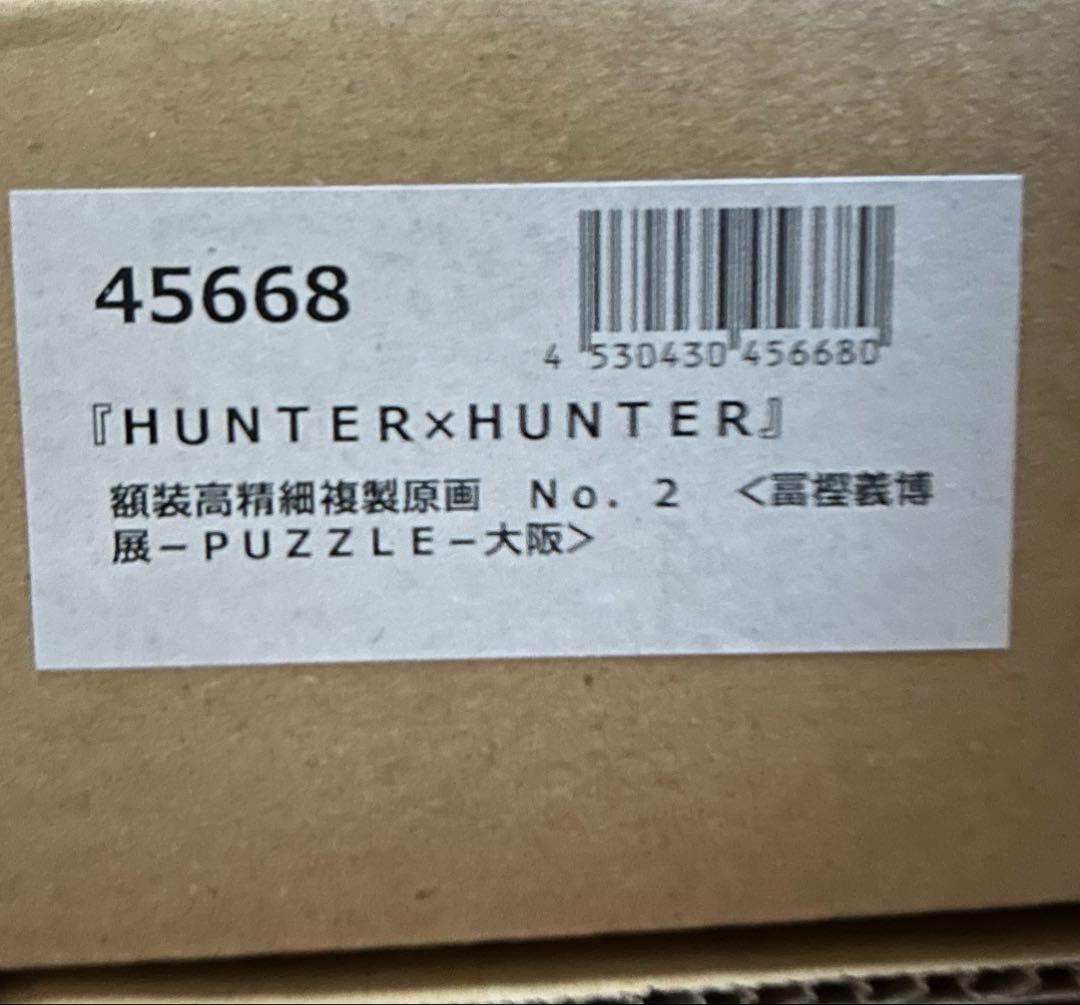 45668
4 530430 456680
『HUNTER×HUNTER』
額装高精細複製原画　No.2　<冨樫義博
展-PUZZLE-大阪>